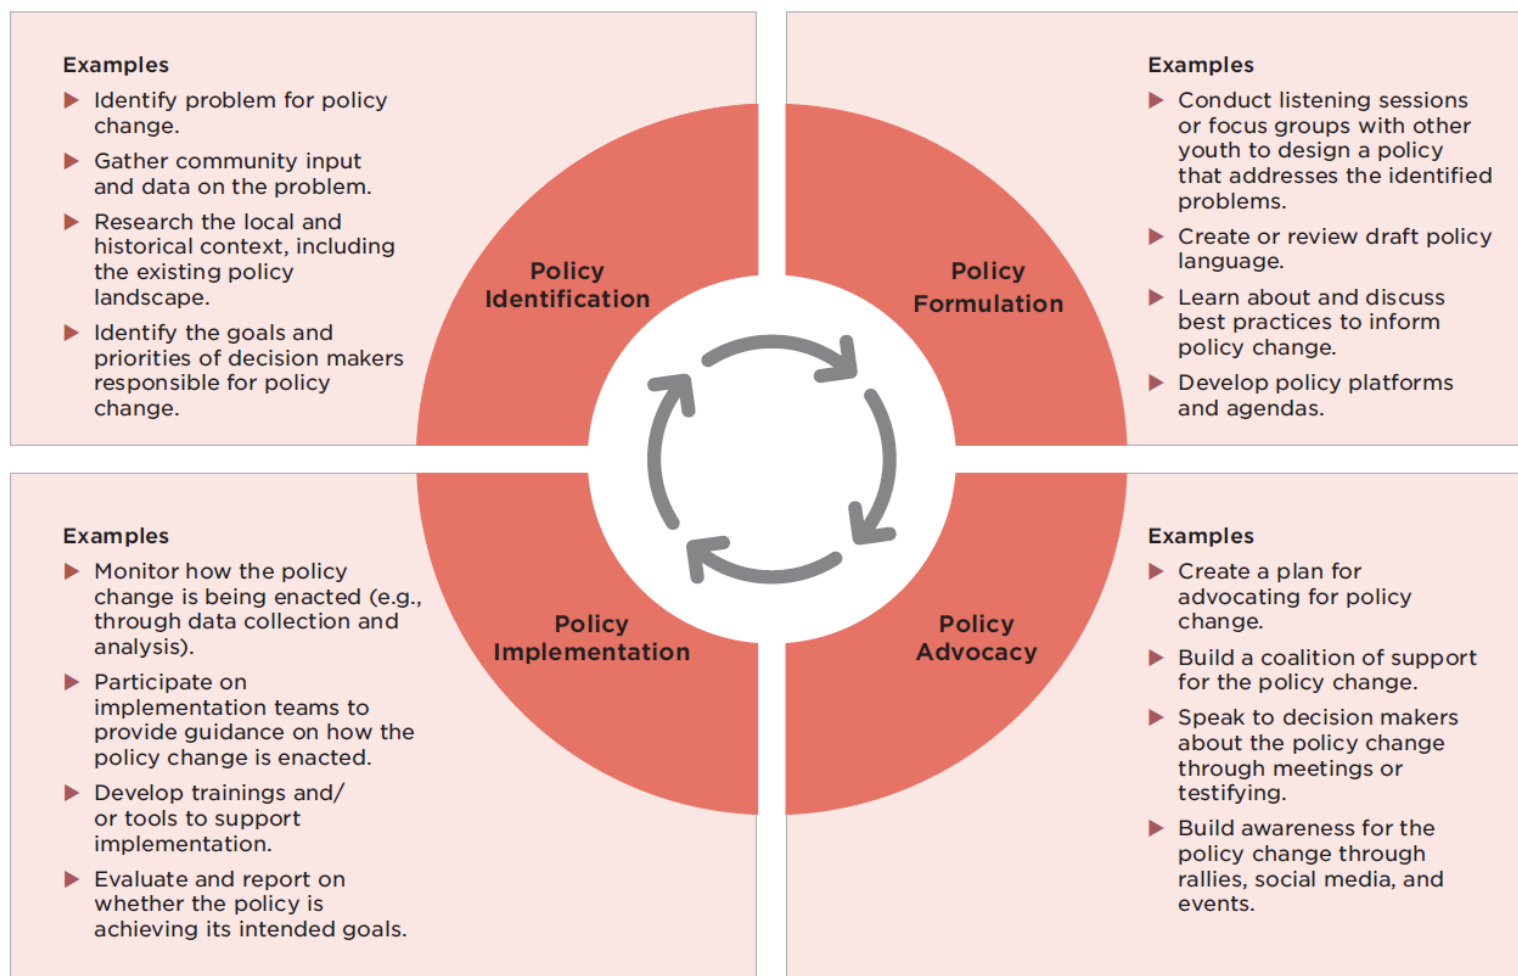 Examples
▶ Identify problem for policy
change.
▶ Gather community input
and data on the problem.
▶ Research the local and
historical context, including
the existing policy
landscape.
▶ Identify the goals and
priorities of decision makers
responsible for policy
change.
Policy
Identification
Policy
Formulation
Examples
▶ Conduct listening sessions
or focus groups with other
youth to design a policy
that addresses the identified
problems.
▶ Create or review draft policy
language.
▶ Learn about and discuss
best practices to inform
policy change.
▶ Develop policy platforms
and agendas.
Examples
▶ Monitor how the policy
change is being enacted (e.g.,
through data collection and
analysis).
▶ Participate on
implementation teams to
provide guidance on how the
policy change is enacted.
▶ Develop trainings and/
or tools to support
implementation.
▶ Evaluate and report on
whether the policy is
achieving its intended goals.
Policy
Implementation
Policy
Advocacy
Examples
▶ Create a plan for
advocating for policy
change.
▶ Build a coalition of support
for the policy change.
▶ Speak to decision makers
about the policy change
through meetings or
testifying.
▶ Build awareness for the
policy change through
rallies, social media, and
events.